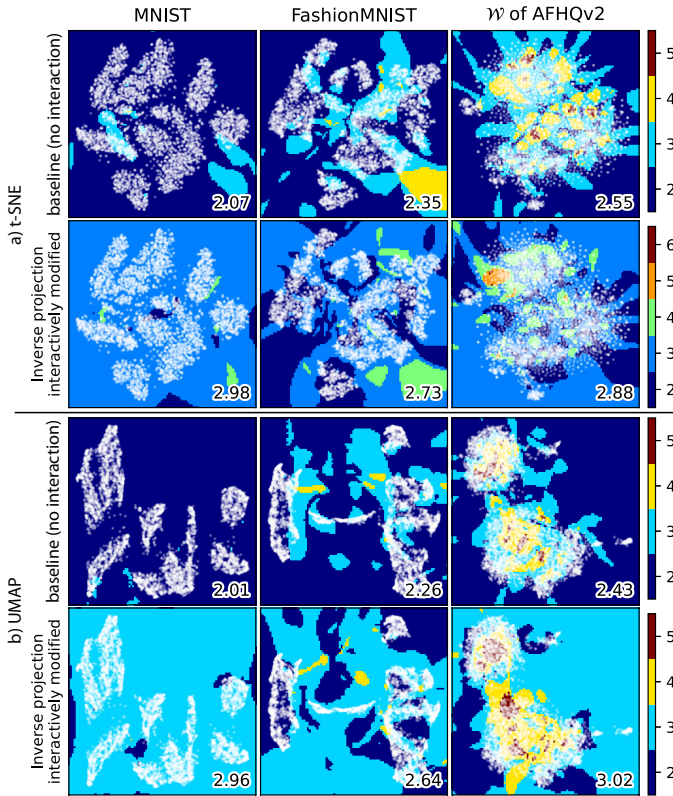 MNIST FashionMNIST 𝒲 of AFHQv2
a) t-SNE
baseline (no interaction)
2.07 2.35 2.55
5
4
3
2
Inverse projection
interactively modified
2.98 2.73 2.88
6
5
4
3
2
b) UMAP
baseline (no interaction)
2.01 2.26 2.43
5
4
3
2
Inverse projection
interactively modified
2.96 2.64 3.02
5
4
3
2